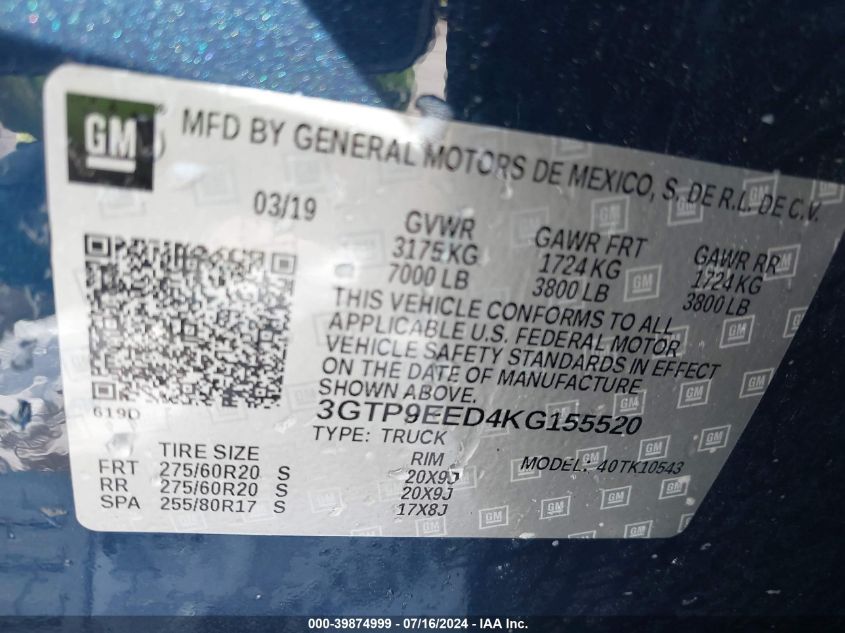 GM
MFD BY GENERAL MOTORS DE MEXICO, S. DE R.L. DE C.V.
03/19
GVWR GAWR FRT GAWR RR
3175 KG 1724 KG 1724 KG
7000 LB 3800 LB 3800 LB
THIS VEHICLE CONFORMS TO ALL
APPLICABLE U.S. FEDERAL MOTOR
VEHICLE SAFETY STANDARDS IN EFFECT
ON THE DATE OF MANUFACTURE
SHOWN ABOVE.
619D
3GTP9EED4KG155520
TYPE: TRUCK MODEL: 40TK10543
TIRE SIZE RIM
FRT 275/60R20 S 20X9J
RR 275/60R20 S 20X9J
SPA 255/80R17 S 17X8J
000-39874999 - 07/16/2024 - IAA Inc.